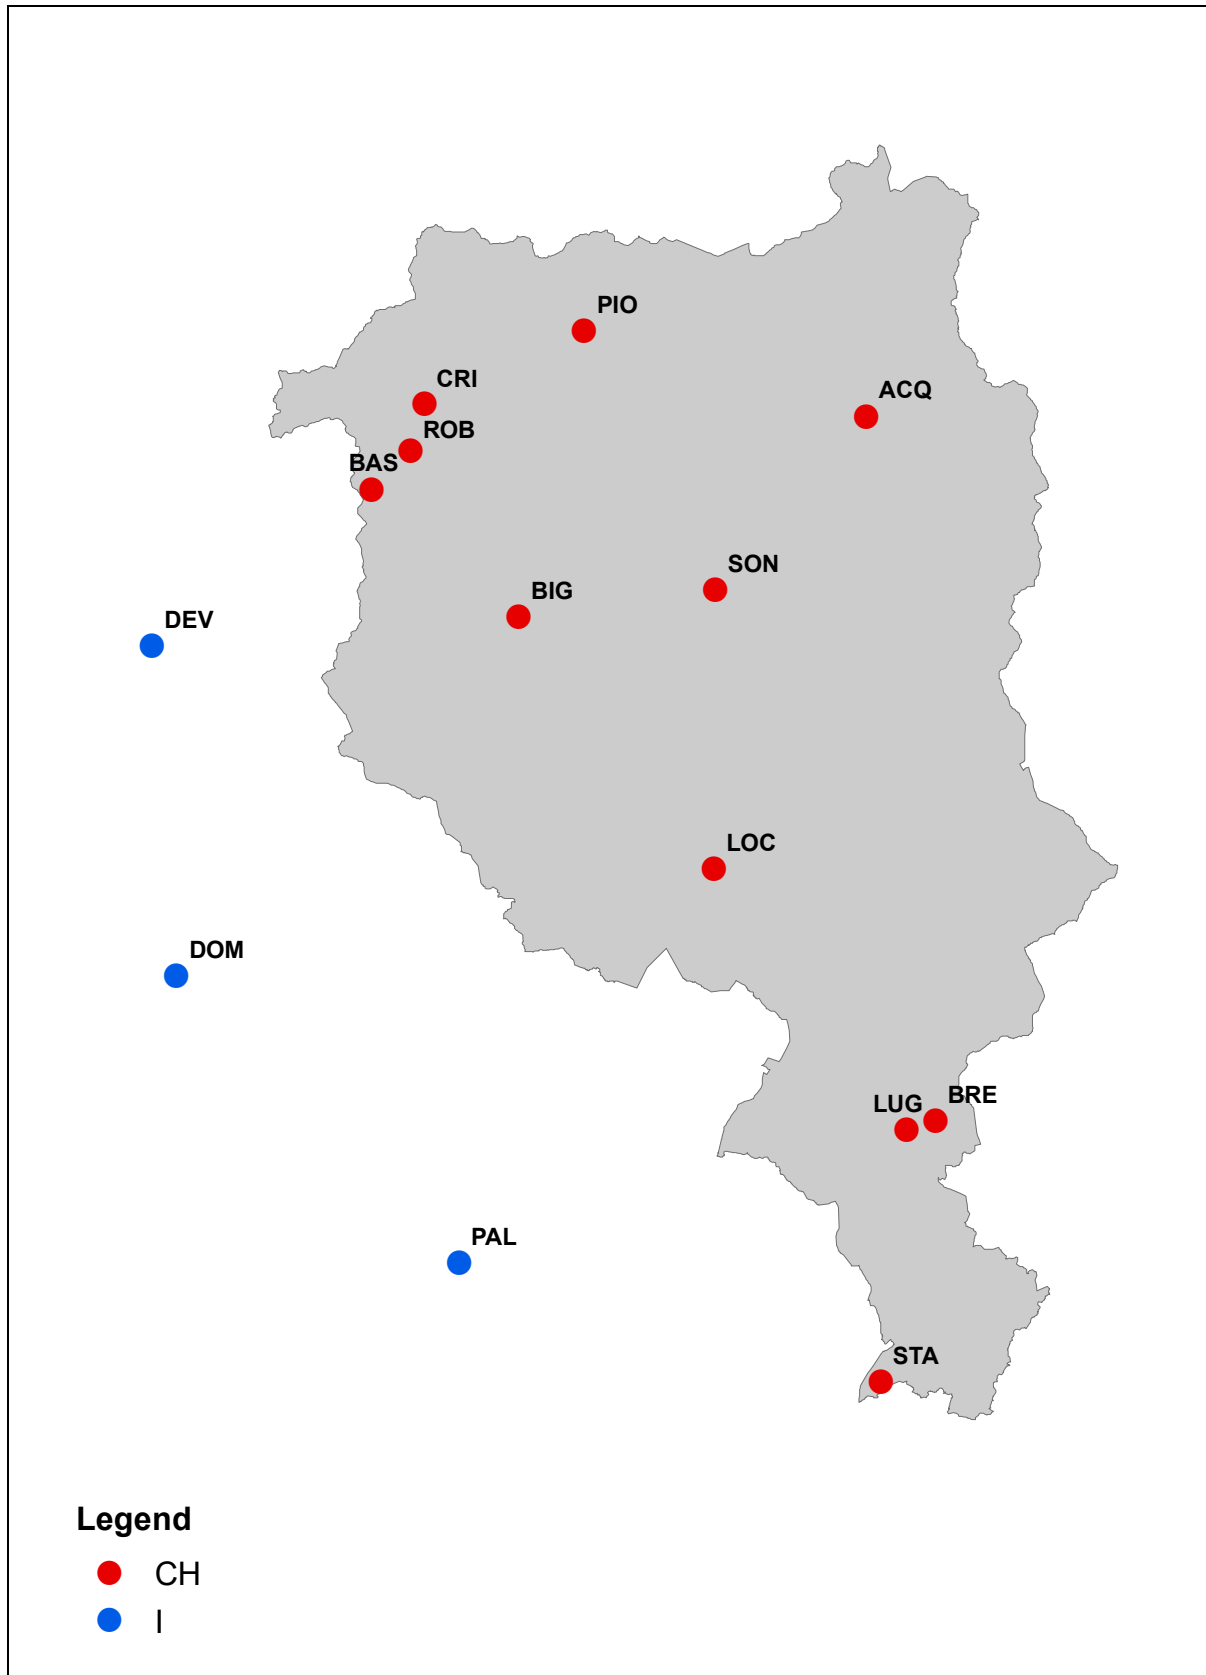 PIO
CRI
ACQ
ROB
BAS
SON
BIG
DEV
LOC
DOM
BRE
LUG
PAL
STA
Legend
CH
I